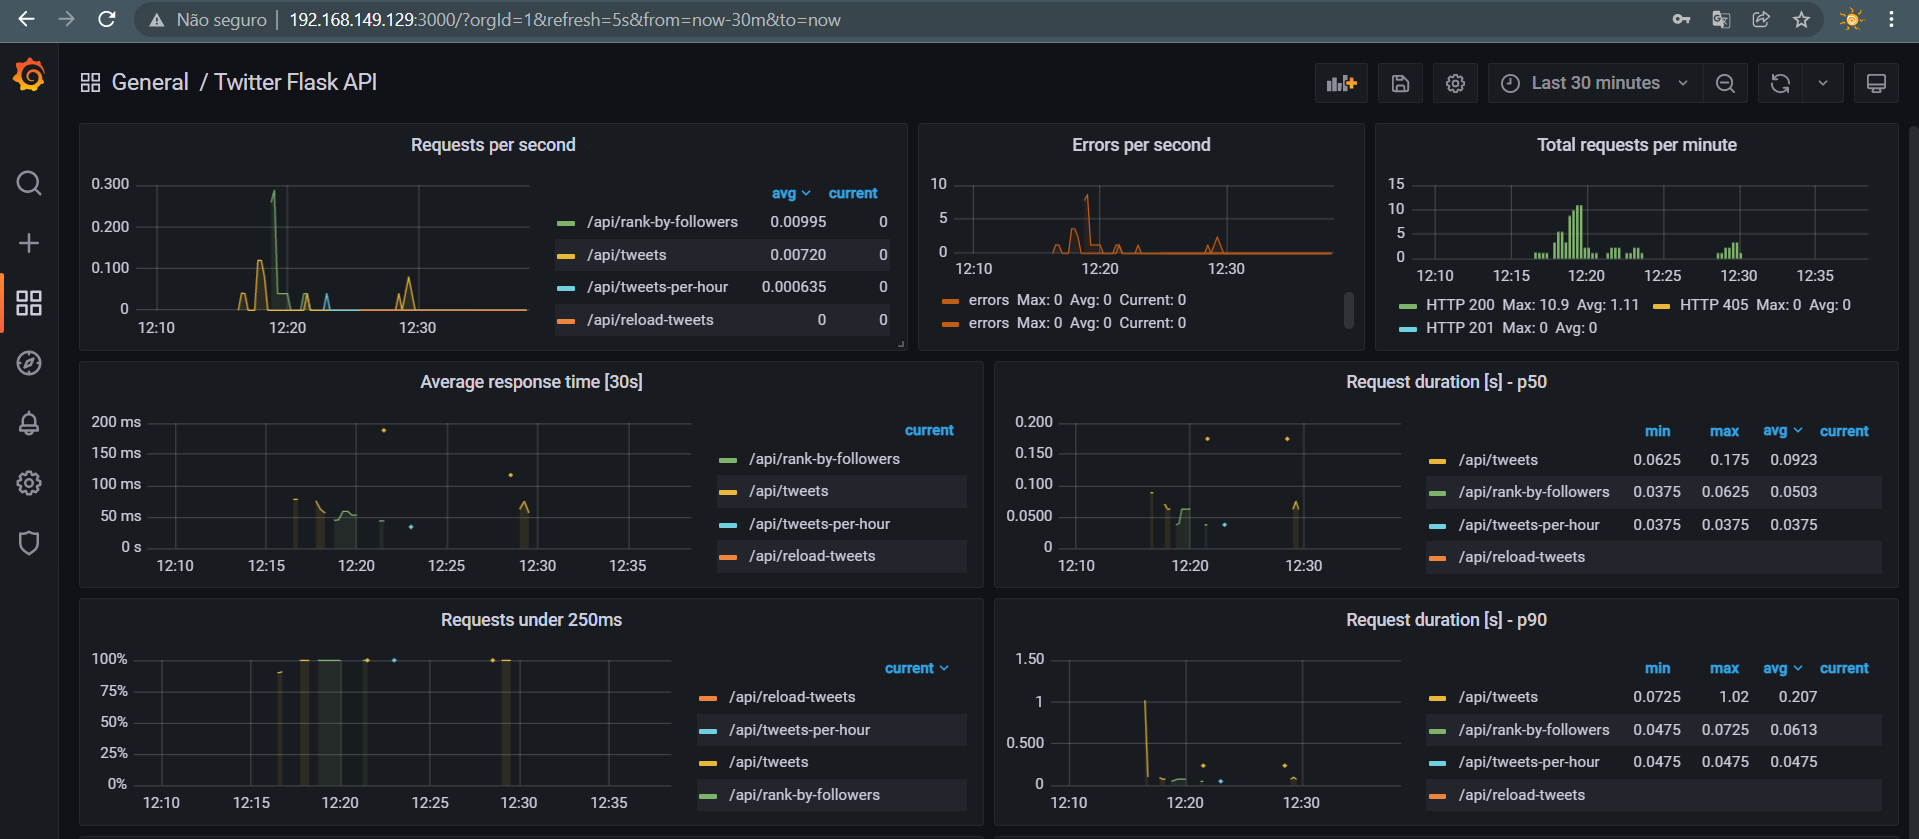 Não seguro | 192.168.149.129:3000/?orgId=1&refresh=5s&from=now-30m&to=now
General / Twitter Flask API
Last 30 minutes
Requests per second
0.300
0.200
0.100
0
12:10 12:20 12:30
avg current
/api/rank-by-followers 0.00995 0
/api/tweets 0.00720 0
/api/tweets-per-hour 0.000635 0
/api/reload-tweets 0 0
Errors per second
10
5
0
12:10 12:20 12:30
errors Max: 0 Avg: 0 Current: 0
errors Max: 0 Avg: 0 Current: 0
Total requests per minute
15
10
5
0
12:10 12:15 12:20 12:25 12:30 12:35
HTTP 200 Max: 10.9 Avg: 1.11 HTTP 405 Max: 0 Avg: 0
HTTP 201 Max: 0 Avg: 0
Average response time [30s]
200 ms
150 ms
100 ms
50 ms
0 s
12:10 12:15 12:20 12:25 12:30 12:35
current
/api/rank-by-followers
/api/tweets
/api/tweets-per-hour
/api/reload-tweets
Request duration [s] - p50
0.200
0.150
0.100
0.0500
0
12:10 12:20 12:30
min max avg current
/api/tweets 0.0625 0.175 0.0923
/api/rank-by-followers 0.0375 0.0625 0.0503
/api/tweets-per-hour 0.0375 0.0375 0.0375
/api/reload-tweets
Requests under 250ms
100%
75%
50%
25%
0%
12:10 12:15 12:20 12:25 12:30 12:35
current
/api/reload-tweets
/api/tweets-per-hour
/api/tweets
/api/rank-by-followers
Request duration [s] - p90
1.50
1
0.500
0
12:10 12:20 12:30
min max avg current
/api/tweets 0.0725 1.02 0.207
/api/rank-by-followers 0.0475 0.0725 0.0613
/api/tweets-per-hour 0.0475 0.0475 0.0475
/api/reload-tweets